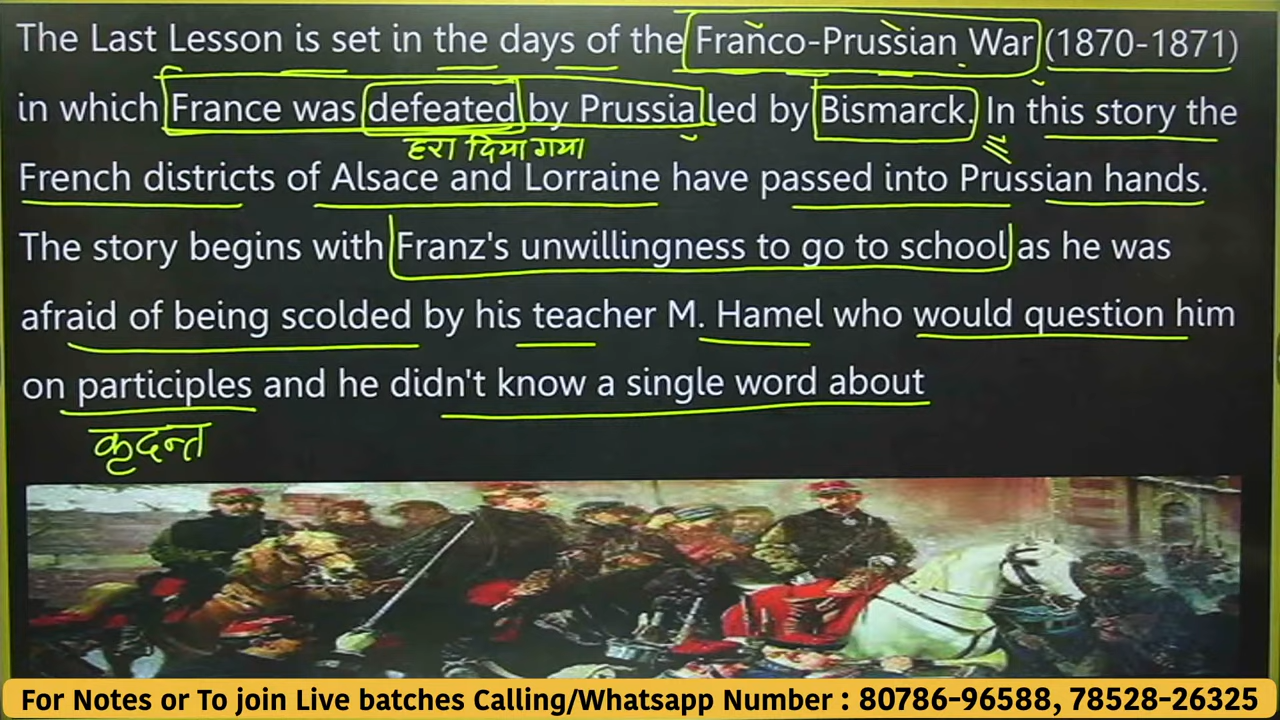 The Last Lesson is set in the days of the Franco-Prussian War (1870-1871)
in which France was defeated by Prussia led by Bismarck. In this story the
हरा दिया गया
French districts of Alsace and Lorraine have passed into Prussian hands.
The story begins with Franz's unwillingness to go to school as he was
afraid of being scolded by his teacher M. Hamel who would question him
on participles and he didn't know a single word about
कृदन्त
For Notes or To join Live batches Calling/Whatsapp Number : 80786-96588, 78528-26325